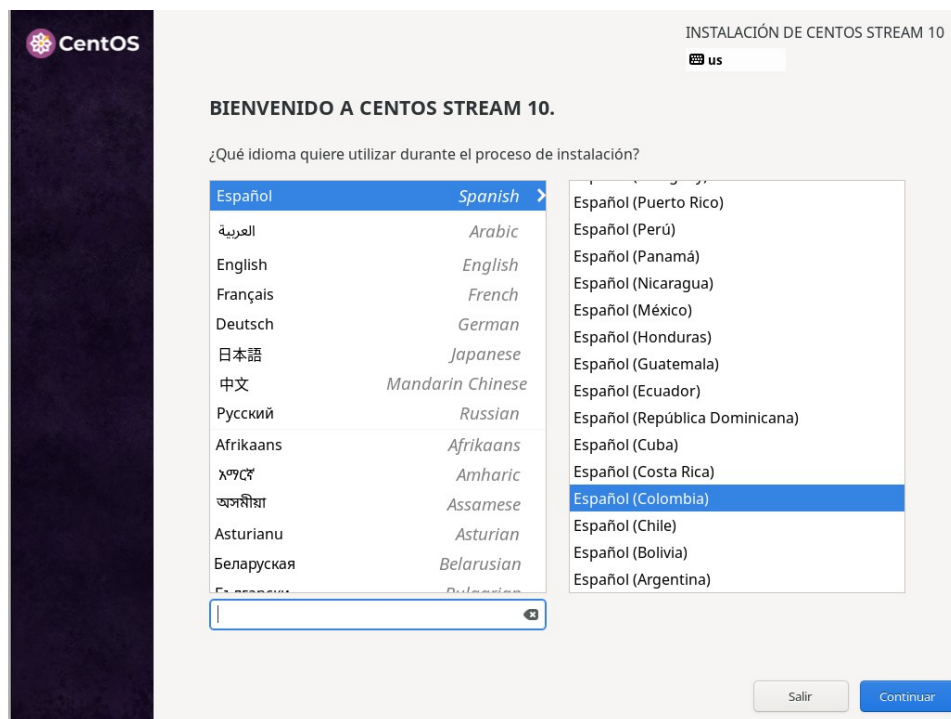 CentOS
INSTALACIÓN DE CENTOS STREAM 10
us
BIENVENIDO A CENTOS STREAM 10.
¿Qué idioma quiere utilizar durante el proceso de instalación?
Español Spanish
العربية Arabic
English English
Français French
Deutsch German
日本語 Japanese
中文 Mandarin Chinese
Русский Russian
Afrikaans Afrikaans
አማርኛ Amharic
অসমীয়া Assamese
Asturianu Asturian
Беларуская Belarusian
Español (Puerto Rico)
Español (Perú)
Español (Panamá)
Español (Nicaragua)
Español (México)
Español (Honduras)
Español (Guatemala)
Español (Ecuador)
Español (República Dominicana)
Español (Cuba)
Español (Costa Rica)
Español (Colombia)
Español (Chile)
Español (Bolivia)
Español (Argentina)
Salir
Continuar